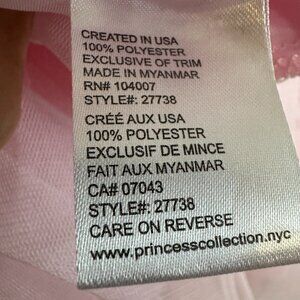 CREATED IN USA
100% POLYESTER
EXCLUSIVE OF TRIM
MADE IN MYANMAR
RN# 104007
STYLE#: 27738
CRÉÉ AUX USA
100% POLYESTER
EXCLUSIF DE MINCE
FAIT AUX MYANMAR
CA# 07043
STYLE#: 27738
CARE ON REVERSE
www.princesscollection.nyc